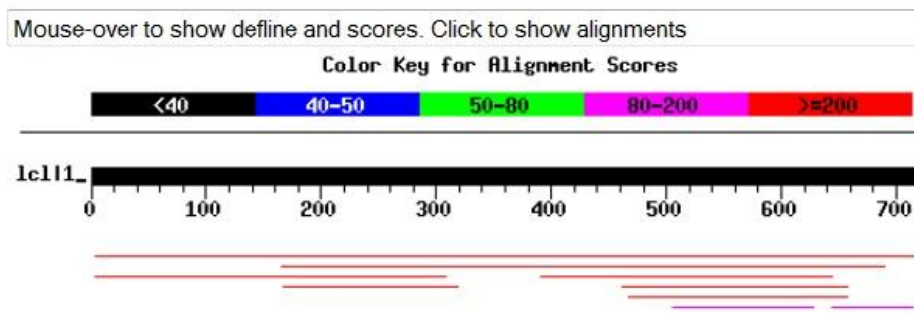 Mouse-over to show defline and scores. Click to show alignments
Color Key for Alignment Scores
<40 40-50 50-80 80-200 >=200
lcl|1_
0 100 200 300 400 500 600 700